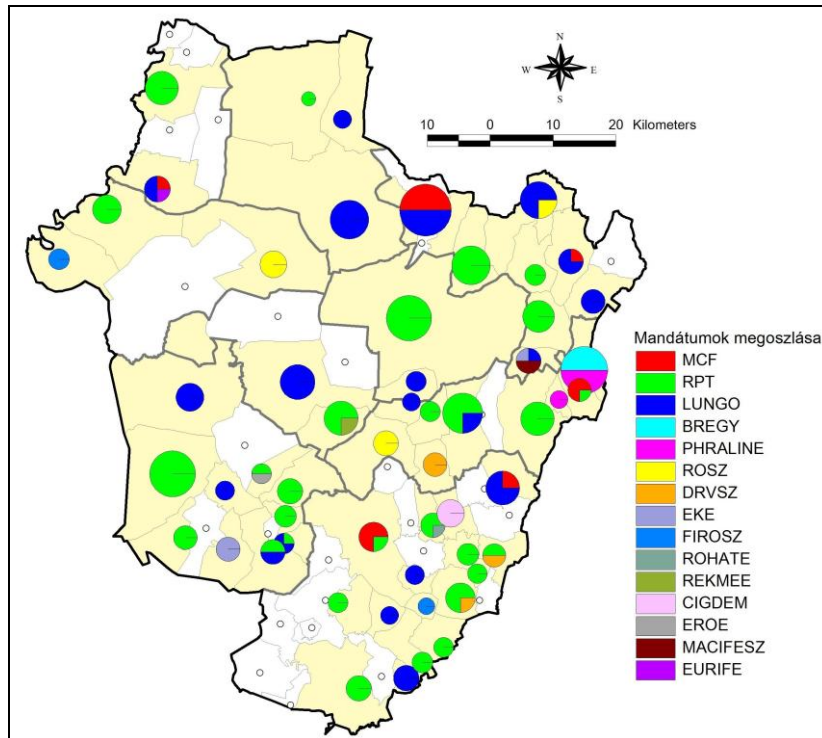 N
W E
S
10 0 10 20 Kilometers
Mandátumok megoszlása
MCF
RPT
LUNGO
BREGY
PHRALINE
ROSZ
DRVSZ
EKE
FIROSZ
ROHATE
REKMEE
CIGDEM
EROE
MACIFESZ
EURIFE